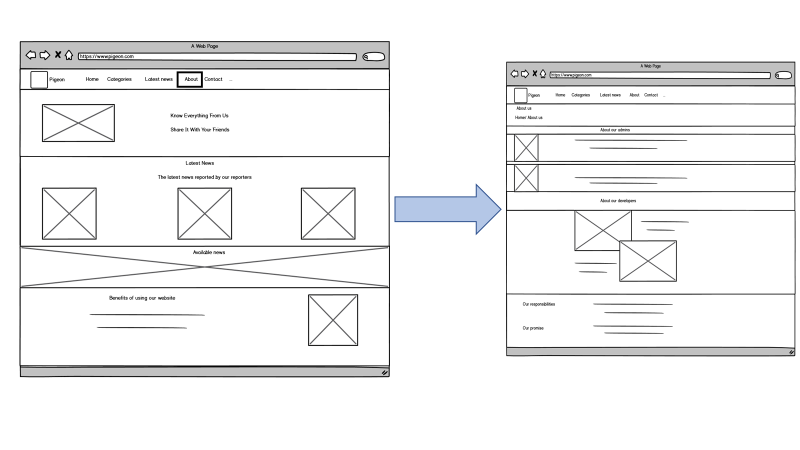 A Web Page
https://www.pigeon.com
Pigeon Home Categories Latest news About Contact ...
Know Everything From Us
Share It With Your Friends
Latest News
The latest news reported by our reporters
Available news
Benefits of using our website
A Web Page
https://www.pigeon.com
Pigeon Home Categories Latest news About Contact ...
About us
Home/ About us
About our admins
About our developers
Our responsibilities
Our promise